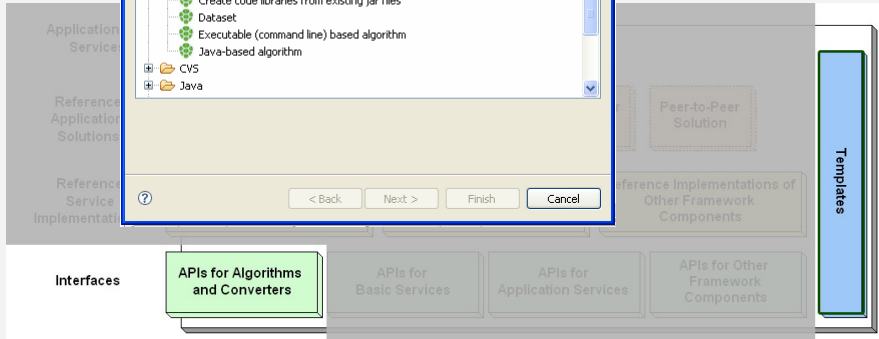 Create code libraries from existing jar files
Dataset
Executable (command line) based algorithm
Java-based algorithm
CVS
Java
Application
Service
Reference
Application
Solutions
Peer-to-Peer
Solution
Templates
Reference
Service
Implementati
eference Implementations of
Other Framework
Components
?
< Back
Next >
Finish
Cancel
Interfaces
APIs for Algorithms
and Converters
APIs for
Basic Services
APIs for
Application Services
APIs for Other
Framework
Components